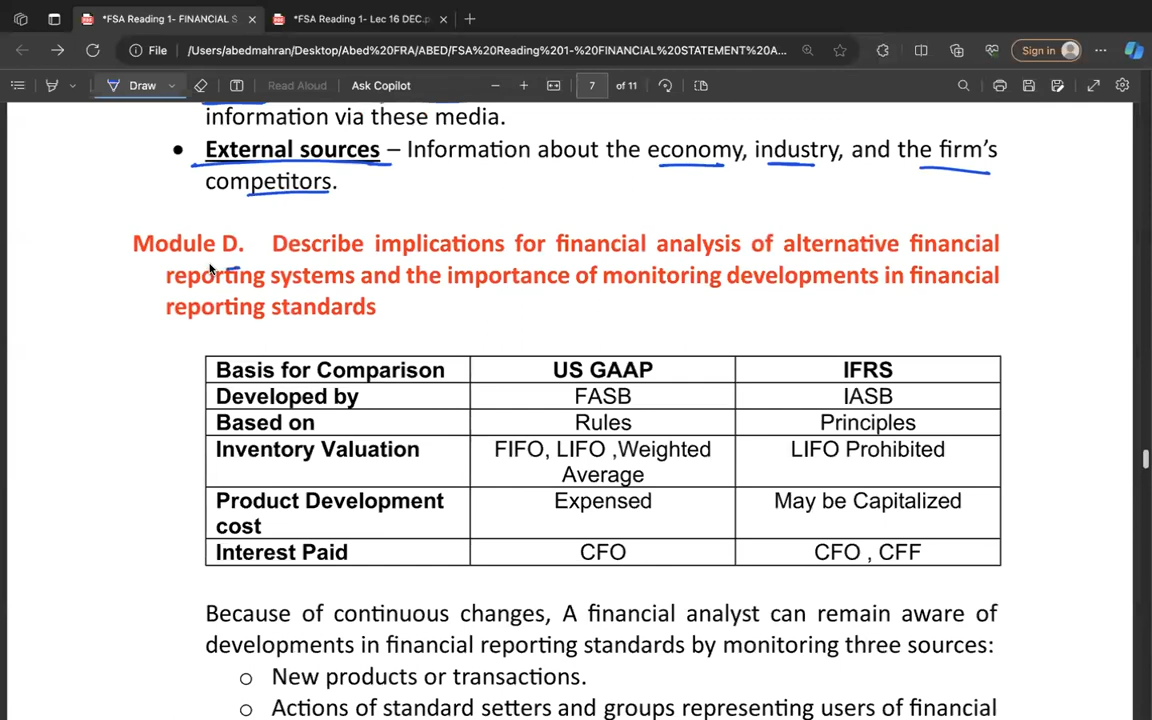 *FSA Reading 1- FINANCIAL S
*FSA Reading 1- Lec 16 DEC.p
File /Users/abedmahran/Desktop/Abed%20FRA/ABED/FSA%20Reading%201-%20FINANCIAL%20STATEMENT%20A... Sign in
Draw Read Aloud Ask Copilot 7 of 11
information via these media.
• External sources – Information about the economy, industry, and the firm's
competitors.
Module D. Describe implications for financial analysis of alternative financial
reporting systems and the importance of monitoring developments in financial
reporting standards
Basis for Comparison US GAAP IFRS
Developed by FASB IASB
Based on Rules Principles
Inventory Valuation FIFO, LIFO ,Weighted LIFO Prohibited
Average
Product Development Expensed May be Capitalized
cost
Interest Paid CFO CFO , CFF
Because of continuous changes, A financial analyst can remain aware of
developments in financial reporting standards by monitoring three sources:
o New products or transactions.
o Actions of standard setters and groups representing users of financial